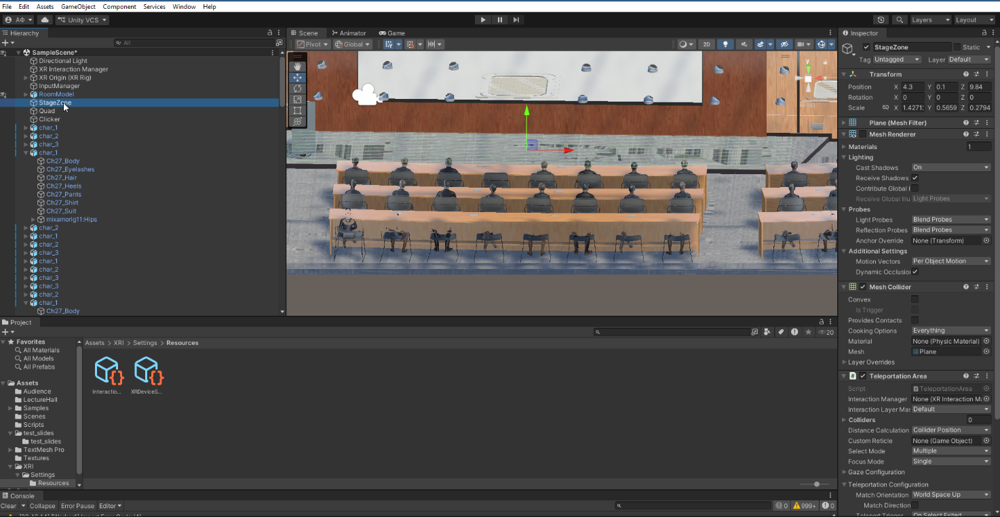 File Edit Assets GameObject Component Services Window Help
АФ Unity VCS Layers Layout
Hierarchy
All
SampleScene*
Directional Light
XR Interaction Manager
XR Origin (XR Rig)
InputManager
RoomModel
StageZone
Quad
Clicker
char_1
char_2
char_3
char_1
Ch27_Body
Ch27_Eyelashes
Ch27_Hair
Ch27_Heels
Ch27_Pants
Ch27_Shirt
Ch27_Suit
mixamorig11:Hips
char_2
char_1
char_2
char_3
char_1
char_2
char_3
char_3
char_2
char_1
Ch27_Body
Scene Animator Game
Pivot Global 2D
y
Inspector
StageZone Static
Tag Untagged Layer Default
Transform
Position X 4.3 Y 0.1 Z 9.84
Rotation X 0 Y 0 Z 0
Scale X 1.4271 Y 0.5659 Z 0.2794
Plane (Mesh Filter)
Mesh Renderer
Materials 1
Lighting
Cast Shadows On
Receive Shadows
Contribute Global I
Receive Global Illu Light Probes
Probes
Light Probes Blend Probes
Reflection Probes Blend Probes
Anchor Override None (Transform)
Additional Settings
Motion Vectors Per Object Motion
Dynamic Occlusion
Mesh Collider
Convex
Is Trigger
Provides Contacts
Cooking Options Everything
Material None (Physic Material)
Mesh Plane
Layer Overrides
Teleportation Area
Script TeleportationArea
Interaction Manager None (XR Interaction Ma
Interaction Layer Mas Default
Colliders 0
Distance Calculation Collider Position
Custom Reticle None (Game Object)
Select Mode Multiple
Focus Mode Single
Gaze Configuration
Teleportation Configuration
Match Orientation World Space Up
Match Direction
Teleport Trigger On Select Exited
Project
20
Favorites
All Materials
All Models
All Prefabs
Assets
Audience
LectureHall
Samples
Scenes
Scripts
test_slides
test_slides
TextMesh Pro
Textures
XRI
Settings
Resources
Assets > XRI > Settings > Resources
Interactio... XRDeviceS...
Console
Clear Collapse Error Pause Editor 0 999+ 0